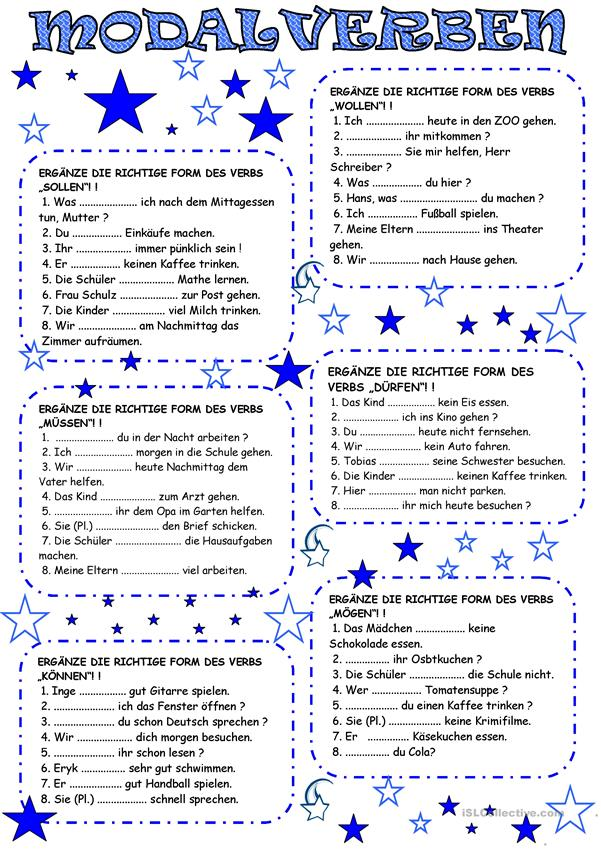 MODALVERBEN
ERGÄNZE DIE RICHTIGE FORM DES VERBS
„SOLLEN“! !
1. Was ..................... ich nach dem Mittagessen
tun, Mutter ?
2. Du .................. Einkäufe machen.
3. Ihr .................. immer pünklich sein !
4. Er .................. keinen Kaffee trinken.
5. Die Schüler .................. Mathe lernen.
6. Frau Schulz .................. zur Post gehen.
7. Die Kinder .................. viel Milch trinken.
8. Wir .................. am Nachmittag das
Zimmer aufräumen.
ERGÄNZE DIE RICHTIGE FORM DES VERBS
„MÜSSEN“! !
1. .................. du in der Nacht arbeiten ?
2. Ich .................. morgen in die Schule gehen.
3. Wir .................. heute Nachmittag dem
Vater helfen.
4. Das Kind .................. zum Arzt gehen.
5. .................. ihr dem Opa im Garten helfen.
6. Sie (Pl.) .................. den Brief schicken.
7. Die Schüler .................. die Hausaufgaben
machen.
8. Meine Eltern .................. viel arbeiten.
ERGÄNZE DIE RICHTIGE FORM DES VERBS
„KÖNNEN“! !
1. Inge .................. gut Gitarre spielen.
2. .................. ich das Fenster öffnen ?
3. .................. du schon Deutsch sprechen ?
4. Wir .................. dich morgen besuchen.
5. .................. ihr schon lesen ?
6. Eryk .................. sehr gut schwimmen.
7. Er .................. gut Handball spielen.
8. Sie (Pl.) .................. schnell sprechen.
ERGÄNZE DIE RICHTIGE FORM DES VERBS
„WOLLEN“! !
1. Ich .................. heute in den ZOO gehen.
2. .................. ihr mitkommen ?
3. .................. Sie mir helfen, Herr
Schreiber ?
4. Was .................. du hier ?
5. Hans, was .................. du machen ?
6. Ich .................. Fußball spielen.
7. Meine Eltern .................. ins Theater
gehen.
8. Wir .................. nach Hause gehen.
ERGÄNZE DIE RICHTIGE FORM DES
VERBS „DÜRFEN“! !
1. Das Kind .................. kein Eis essen.
2. .................. ich ins Kino gehen ?
3. Du .................. heute nicht fernsehen.
4. Wir .................. kein Auto fahren.
5. Tobias .................. seine Schwester besuchen.
6. Die Kinder .................. keinen Kaffee trinken.
7. Hier .................. man nicht parken.
8. .................. ihr mich heute besuchen ?
ERGÄNZE DIE RICHTIGE FORM DES VERBS
„MÖGEN“! !
1. Das Mädchen .................. keine
Schokolade essen.
2. ................ ihr Osbtkuchen ?
3. Die Schüler .................. die Schule nicht.
4. Wer .................. Tomatensuppe ?
5. .................. du einen Kaffee trinken ?
6. Sie (Pl.) .................. keine Krimifilme.
7. Er ................ Käsekuchen essen.
8. .................. du Cola?
iSLCollective.com